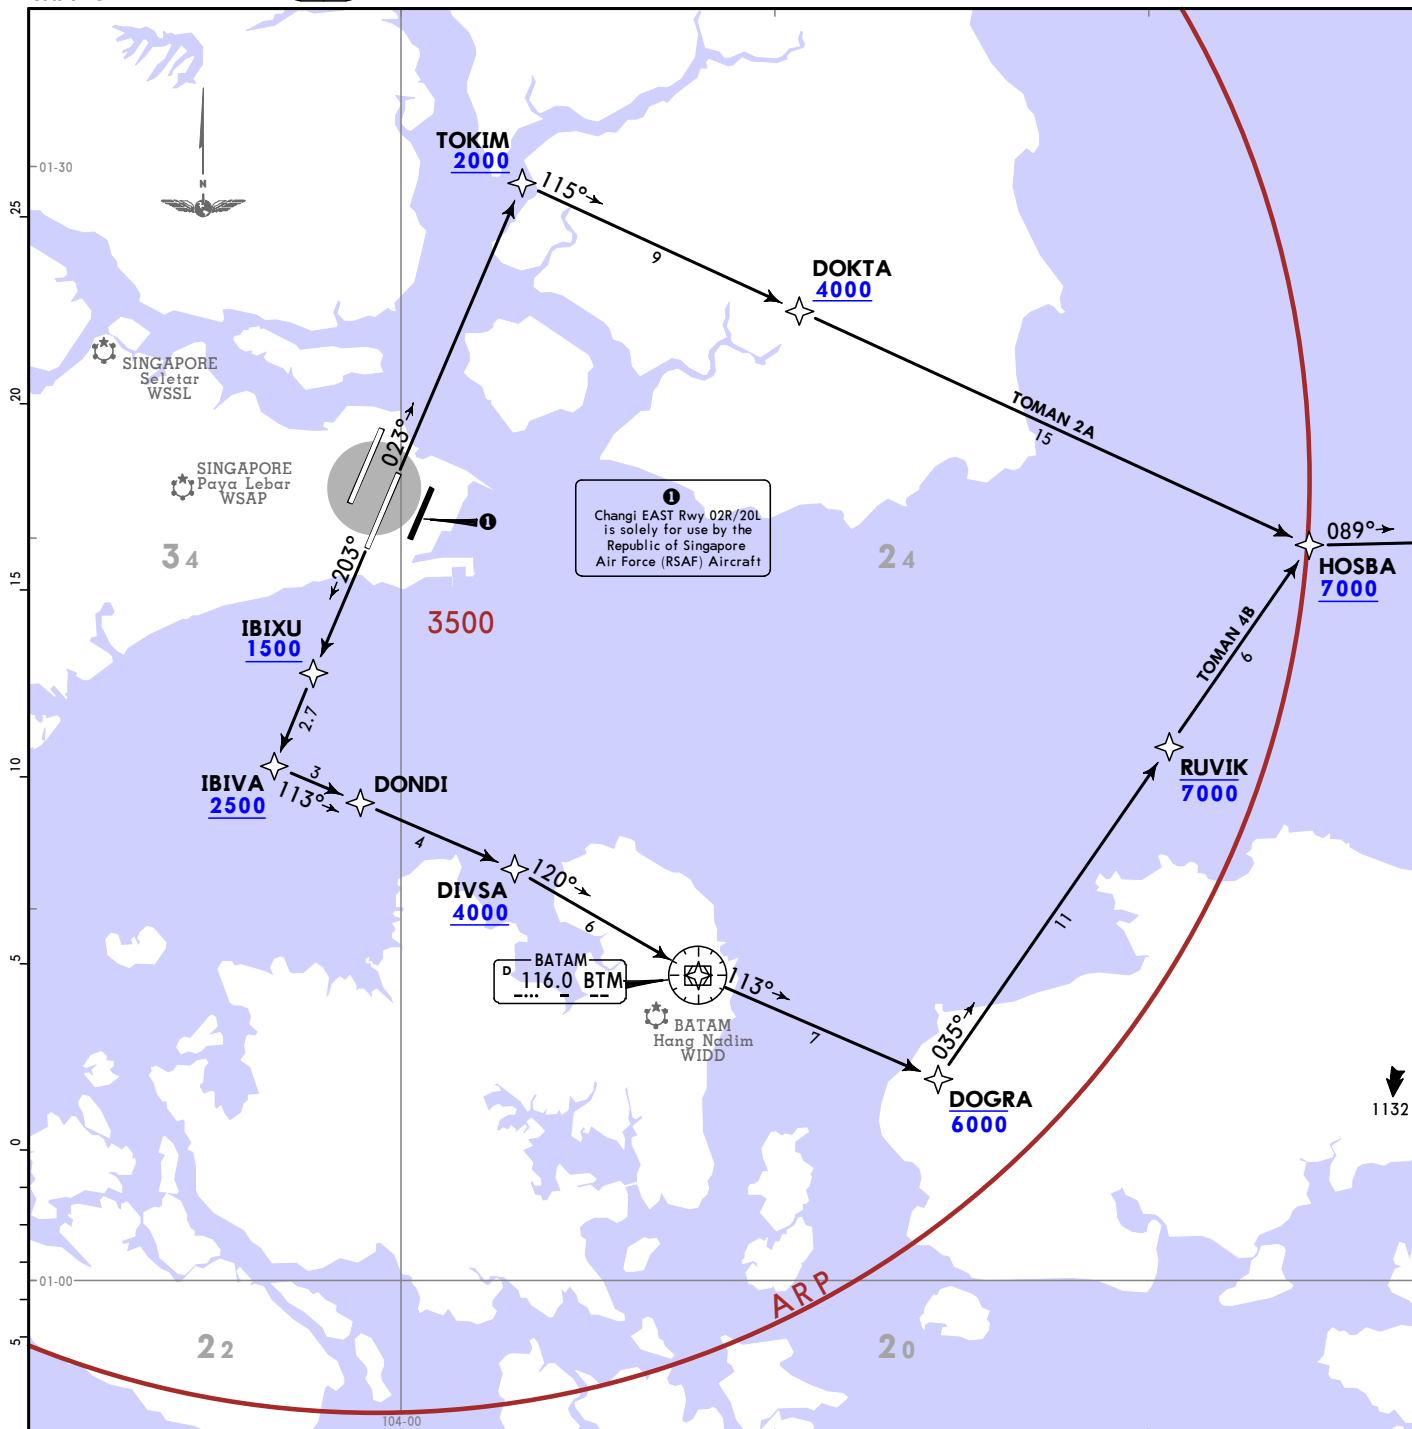 TOKIM
2000
01-30
N
115°
25
9
DOKTA
4000
SINGAPORE
Seletar
WSSL
20
TOMAN 2A
15
023°
SINGAPORE
Paya Lebar
WSAP
1
1
Changi EAST Rwy 02R/20L
is solely for use by the
Republic of Singapore
Air Force (RSAF) Aircraft
34
24
089°
HOSBA
7000
203°
15
3500
IBIXU
1500
TOMAN 4B
6
2.7
RUVIK
7000
10
IBIVA
2500
3
113°
DONDI
4
DIVSA
4000
120°
6
11
5
BATAM
D 116.0 BTM
113°
7
BATAM
Hang Nadim
WIDD
035°
DOGRA
6000
1132
0
01-00
ARP
5
22
20
104-00